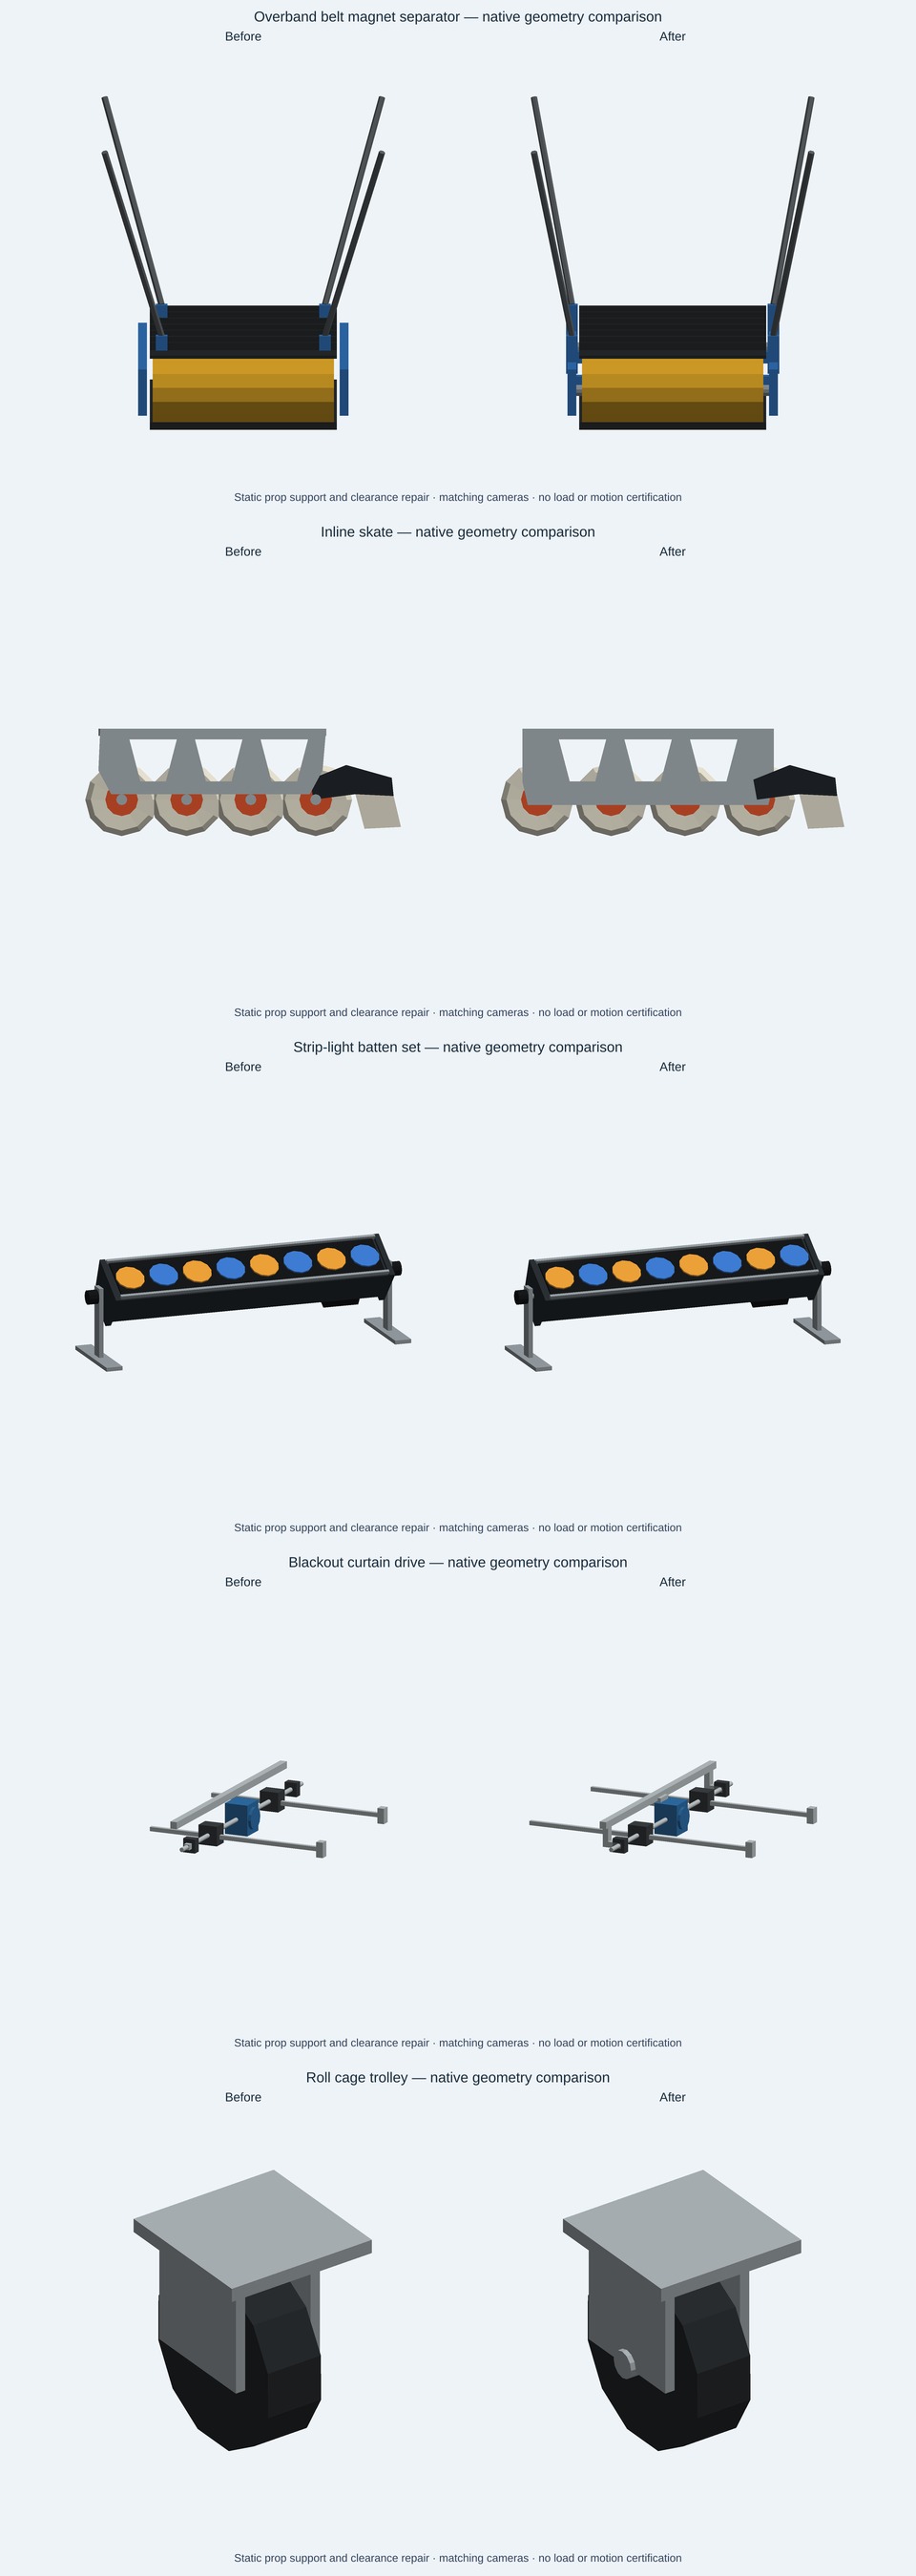 Overband belt magnet separator — native geometry comparison
Before
After
Static prop support and clearance repair · matching cameras · no load or motion certification
Inline skate — native geometry comparison
Before
After
Static prop support and clearance repair · matching cameras · no load or motion certification
Strip-light batten set — native geometry comparison
Before
After
Static prop support and clearance repair · matching cameras · no load or motion certification
Blackout curtain drive — native geometry comparison
Before
After
Static prop support and clearance repair · matching cameras · no load or motion certification
Roll cage trolley — native geometry comparison
Before
After
Static prop support and clearance repair · matching cameras · no load or motion certification